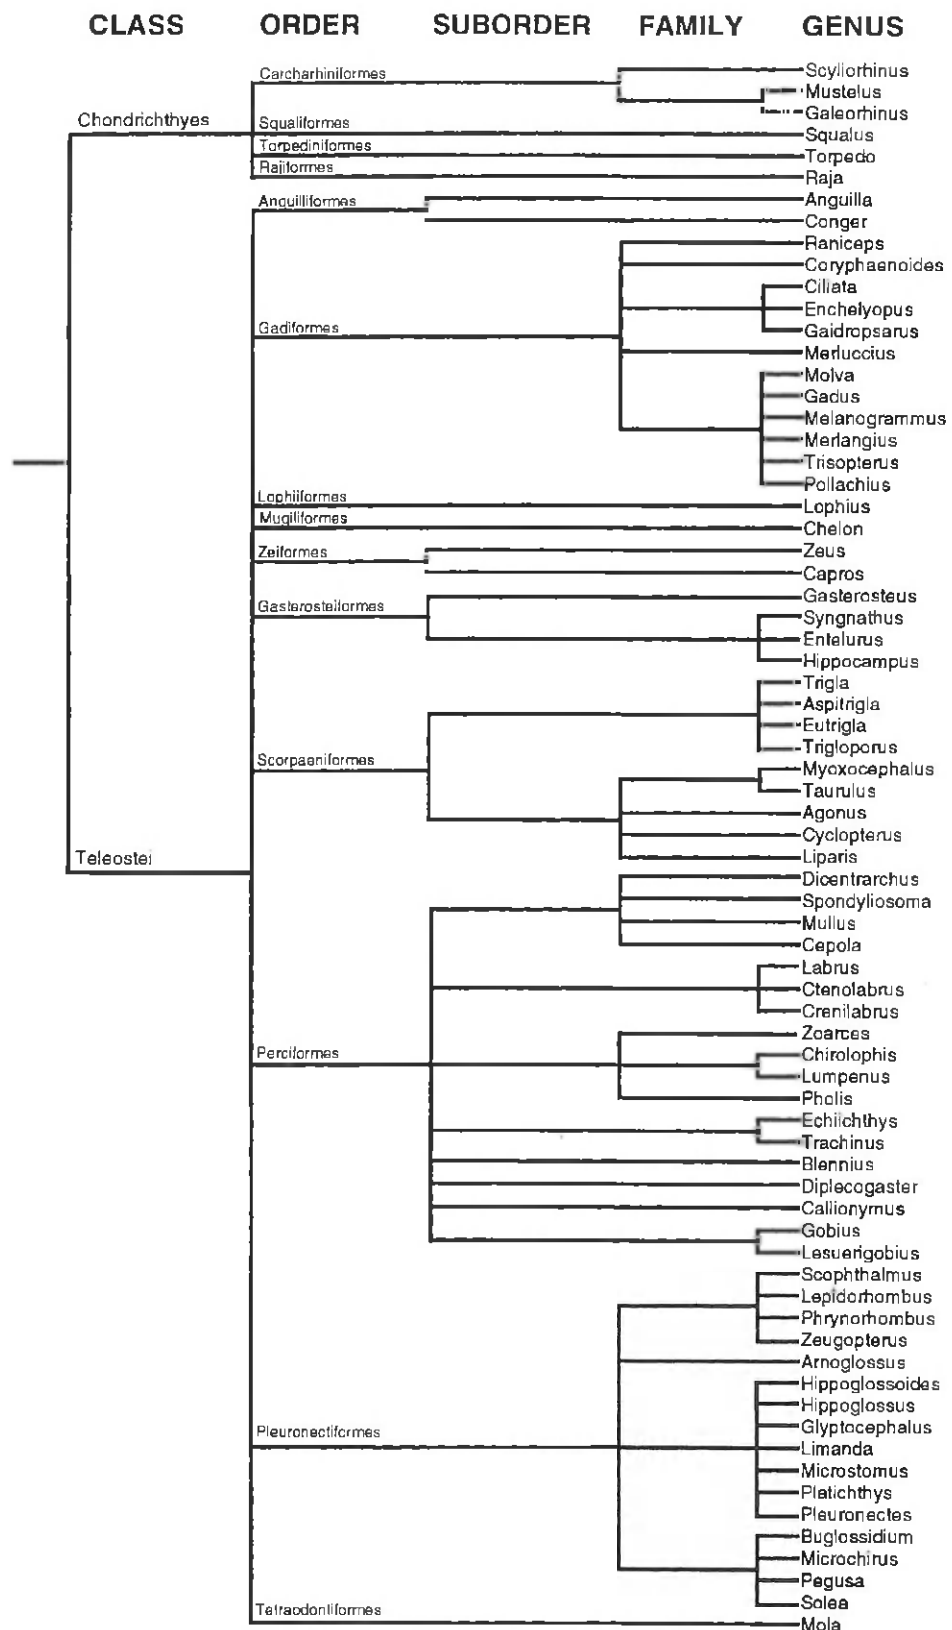 CLASS ORDER SUBORDER FAMILY GENUS
Carcharhiniformes
Scyliorhinus
Mustelus
Galeorhinus
Chondrichthyes
Squaliformes
Squalus
Torpediniformes
Torpedo
Rajiformes
Raja
Anguilliformes
Anguilla
Conger
Raniceps
Coryphaenoides
Ciliata
Enchelyopus
Gadiformes
Gaidropsarus
Merluccius
Molva
Gadus
Melanogrammus
Merlangius
Trisopterus
Pollachius
Lophiiformes
Lophius
Mugiliformes
Chelon
Zeiformes
Zeus
Capros
Gasterosteiformes
Gasterosteus
Syngnathus
Entelurus
Hippocampus
Trigla
Aspitrigla
Eutrigla
Trigloporus
Scorpaeniformes
Myoxocephalus
Taurulus
Agonus
Cyclopterus
Liparis
Teleostei
Dicentrarchus
Spondyliosoma
Mullus
Cepola
Labrus
Ctenolabrus
Crenilabrus
Zoarces
Perciformes
Chirolophis
Lumpenus
Pholis
Echiichthys
Trachinus
Blennius
Diplecogaster
Callionymus
Gobius
Lesuerigobius
Scophthalmus
Lepidorhombus
Phrynorhombus
Zeugopterus
Arnoglossus
Hippoglossoides
Hippoglossus
Glyptocephalus
Pleuronectiformes
Limanda
Microstomus
Platichthys
Pleuronectes
Buglossidium
Microchirus
Pegusa
Solea
Tetraodontiformes
Mola